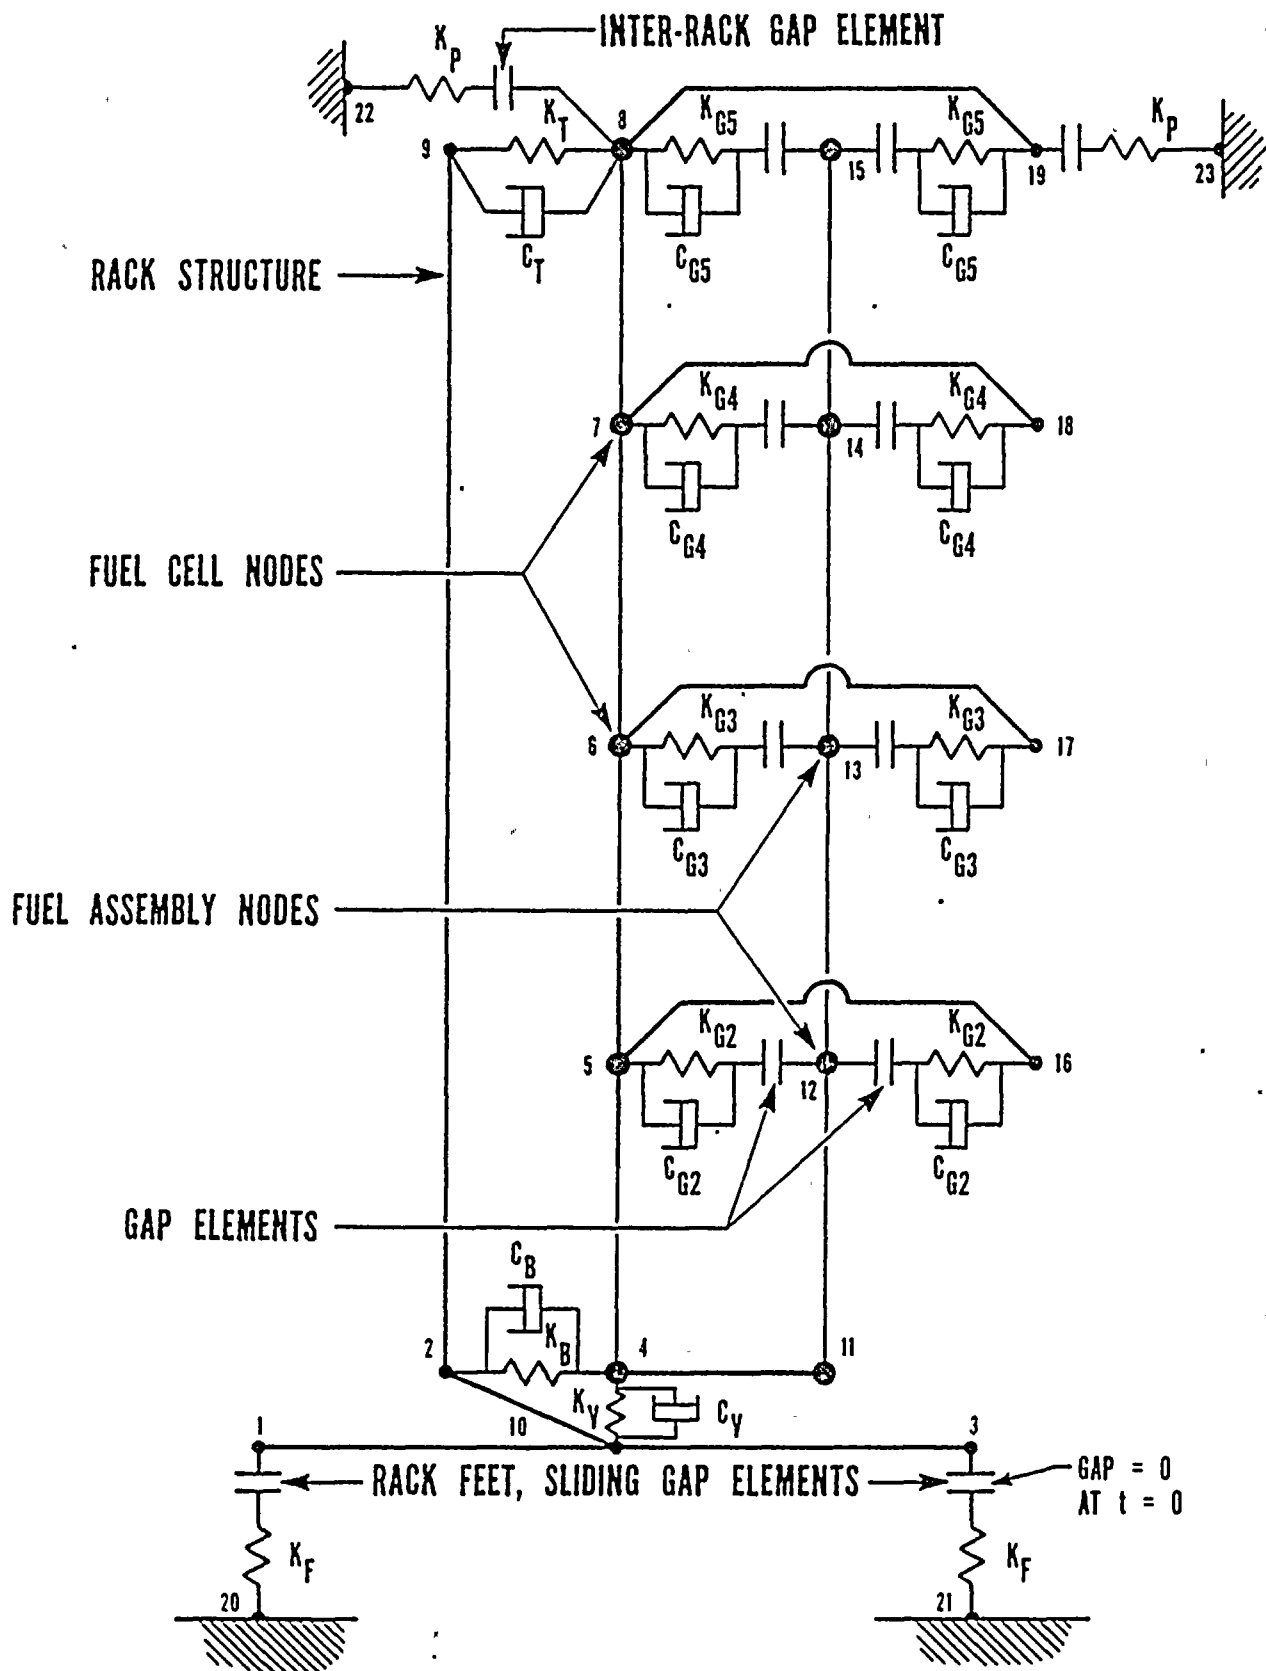 INTER-RACK GAP ELEMENT
K_P
22
K_T
8
K_G5
K_G5
K_P
9
15
19
23
C_T
C_G5
C_G5
RACK STRUCTURE
K_G4
K_G4
7
14
18
C_G4
C_G4
FUEL CELL NODES
K_G3
K_G3
6
13
17
C_G3
C_G3
FUEL ASSEMBLY NODES
K_G2
K_G2
5
12
16
C_G2
C_G2
GAP ELEMENTS
C_B
2
K_B
4
11
K_Y
C_Y
1
10
3
RACK FEET, SLIDING GAP ELEMENTS
GAP = 0
AT t = 0
K_F
K_F
20
21